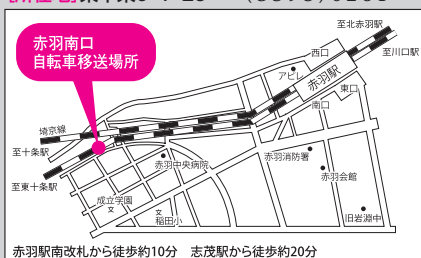 赤羽南口
自転車移送場所
至北赤羽駅
西口
至川口駅
アピレ
赤羽駅
東口
南口
埼京線
至十条駅
赤羽中央病院
赤羽消防署
至東十条駅
赤羽会館
成立学園
文
文
稲田小
旧岩淵中
赤羽駅南改札から徒歩約10分 志茂駅から徒歩約20分